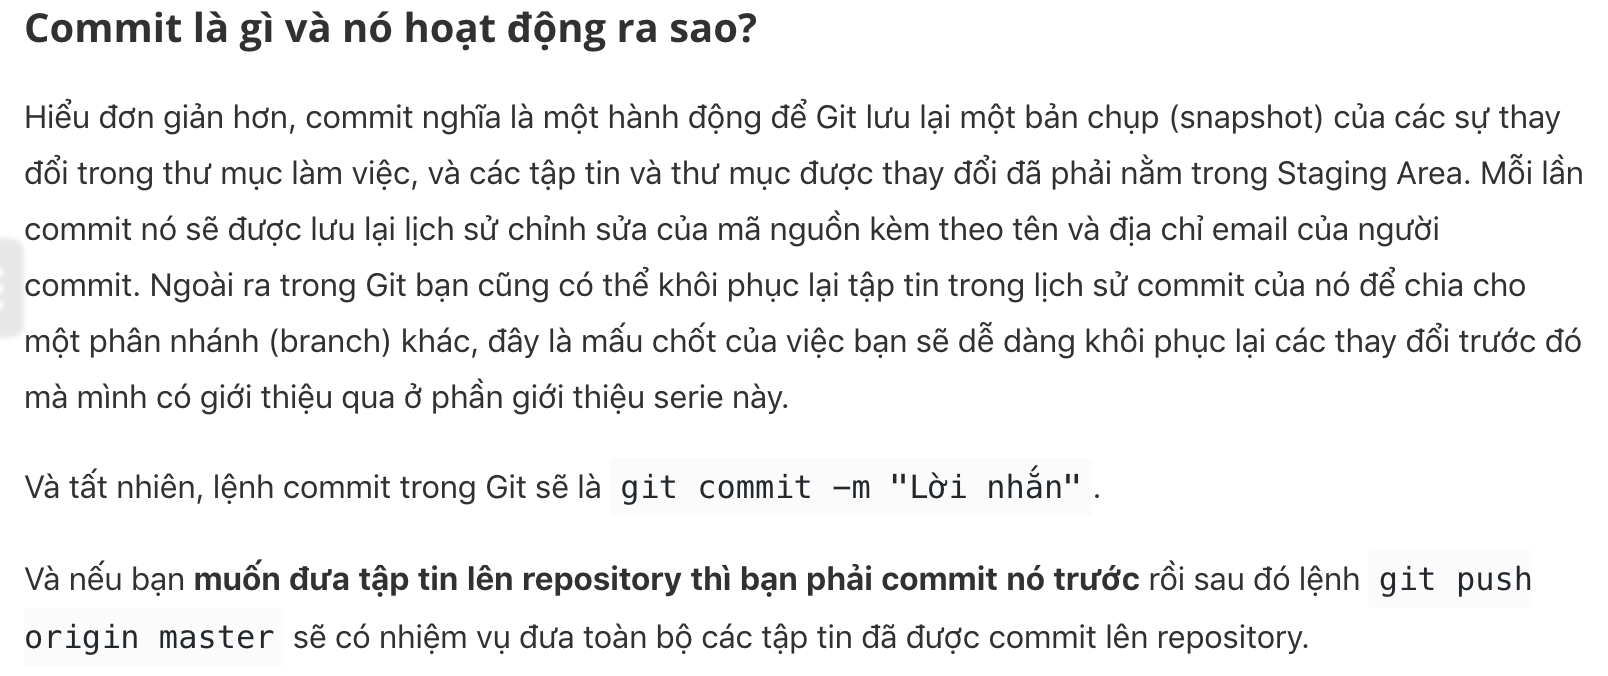 Commit là gì và nó hoạt động ra sao?
Hiểu đơn giản hơn, commit nghĩa là một hành động để Git lưu lại một bản chụp (snapshot) của các sự thay
đổi trong thư mục làm việc, và các tập tin và thư mục được thay đổi đã phải nằm trong Staging Area. Mỗi lần
commit nó sẽ được lưu lại lịch sử chỉnh sửa của mã nguồn kèm theo tên và địa chỉ email của người
commit. Ngoài ra trong Git bạn cũng có thể khôi phục lại tập tin trong lịch sử commit của nó để chia cho
một phân nhánh (branch) khác, đây là mấu chốt của việc bạn sẽ dễ dàng khôi phục lại các thay đổi trước đó
mà mình có giới thiệu qua ở phần giới thiệu serie này.
Và tất nhiên, lệnh commit trong Git sẽ là git commit –m "Lời nhắn" .
Và nếu bạn muốn đưa tập tin lên repository thì bạn phải commit nó trước rồi sau đó lệnh git push
origin master sẽ có nhiệm vụ đưa toàn bộ các tập tin đã được commit lên repository.